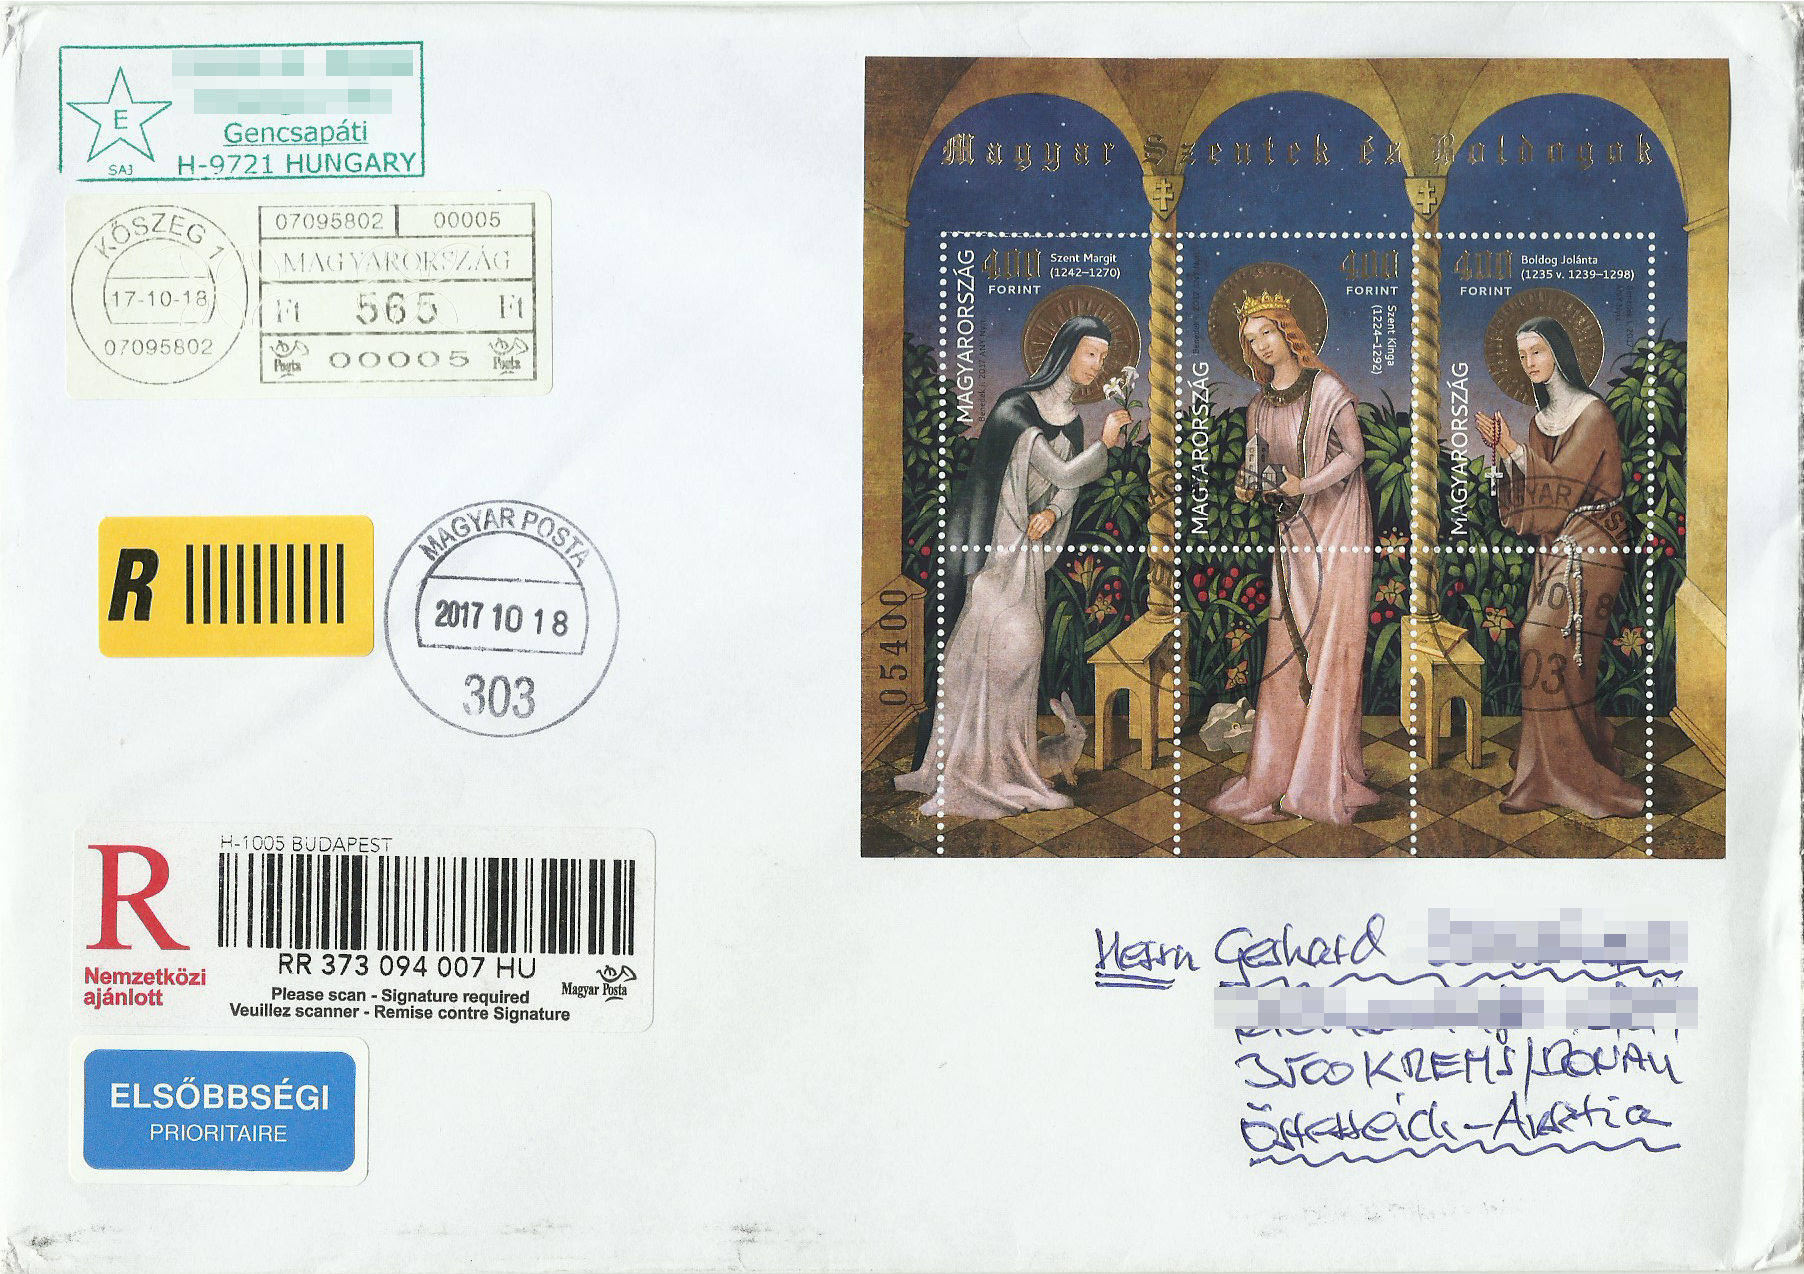 E
SAJ
Gencsapáti
H-9721 HUNGARY
KŐSZEG 1
17-10-18
07095802
07095802 00005
MAGYARORSZÁG
Ft 565 Ft
Posta 00005 Posta
R
MAGYAR POSTA
2017 10 18
303
H-1005 BUDAPEST
R
RR 373 094 007 HU
Nemzetközi
ajánlott
Magyar Posta
Please scan - Signature required
Veuillez scanner - Remise contre Signature
ELSŐBBSÉGI
PRIORITAIRE
Magyar Szentek és Boldogok
MAGYARORSZÁG
400
FORINT
Szent Margit
(1242–1270)
MAGYARORSZÁG
400
FORINT
Szent Kinga
(1224–1292)
MAGYARORSZÁG
400
FORINT
Boldog Jolánta
(1235 v. 1239–1298)
05400
Herrn Gerhard
3500 KREMS/DONAU
Österreich - Austria